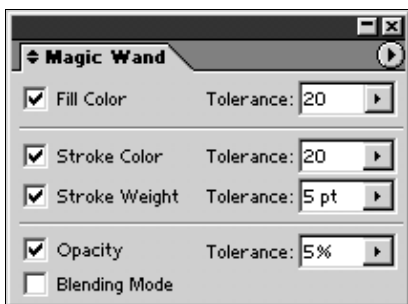 Magic Wand
Fill Color Tolerance: 20
Stroke Color Tolerance: 20
Stroke Weight Tolerance: 5 pt
Opacity Tolerance: 5%
Blending Mode